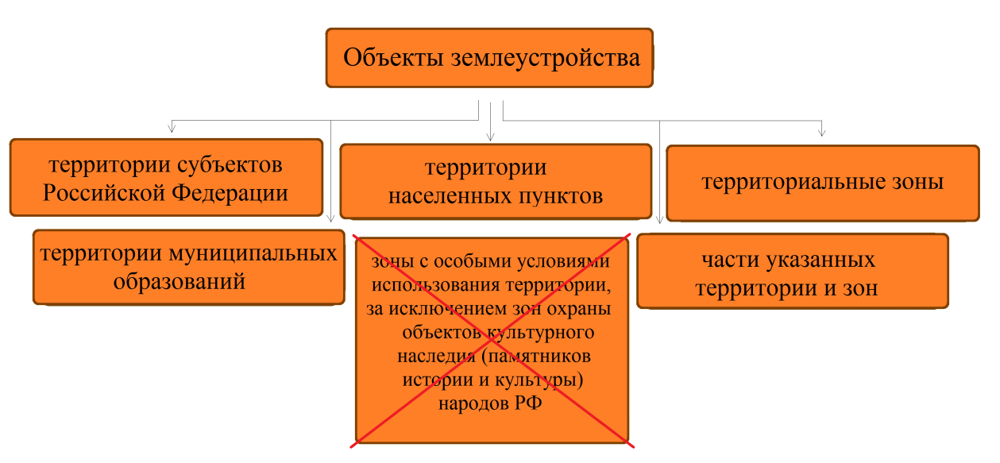 Объекты землеустройства
территории субъектов
Российской Федерации
территории
населенных пунктов
территориальные зоны
территории муниципальных
образований
зоны с особыми условиями
использования территории,
за исключением зон охраны
объектов культурного
наследия (памятников
истории и культуры)
народов РФ
части указанных
территории и зон